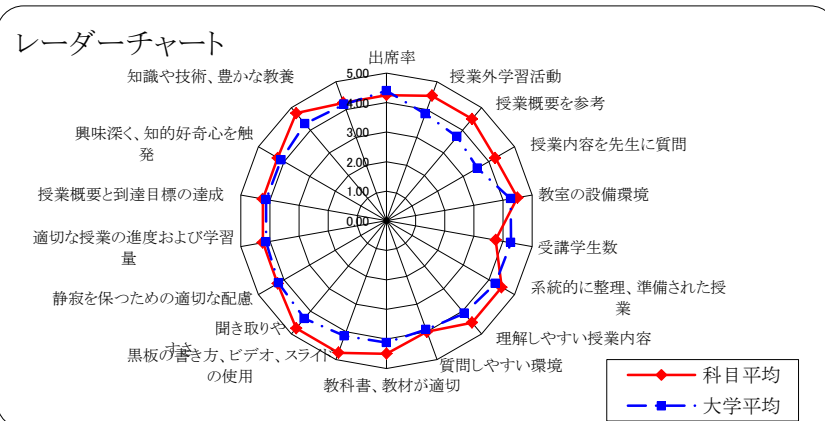 レーダーチャート
出席率
授業外学習活動
授業概要を参考
授業内容を先生に質問
教室の設備環境
受講学生数
系統的に整理、準備された授
業
理解しやすい授業内容
質問しやすい環境
教科書、教材が適切
黒板の書き方、ビデオ、スライド
の使用
聞き取りや
すさ
静寂を保つための適切な配慮
適切な授業の進度および学習
量
授業概要と到達目標の達成
興味深く、知的好奇心を触
発
知識や技術、豊かな教養
5.00
4.00
3.00
2.00
1.00
0.00
科目平均
大学平均